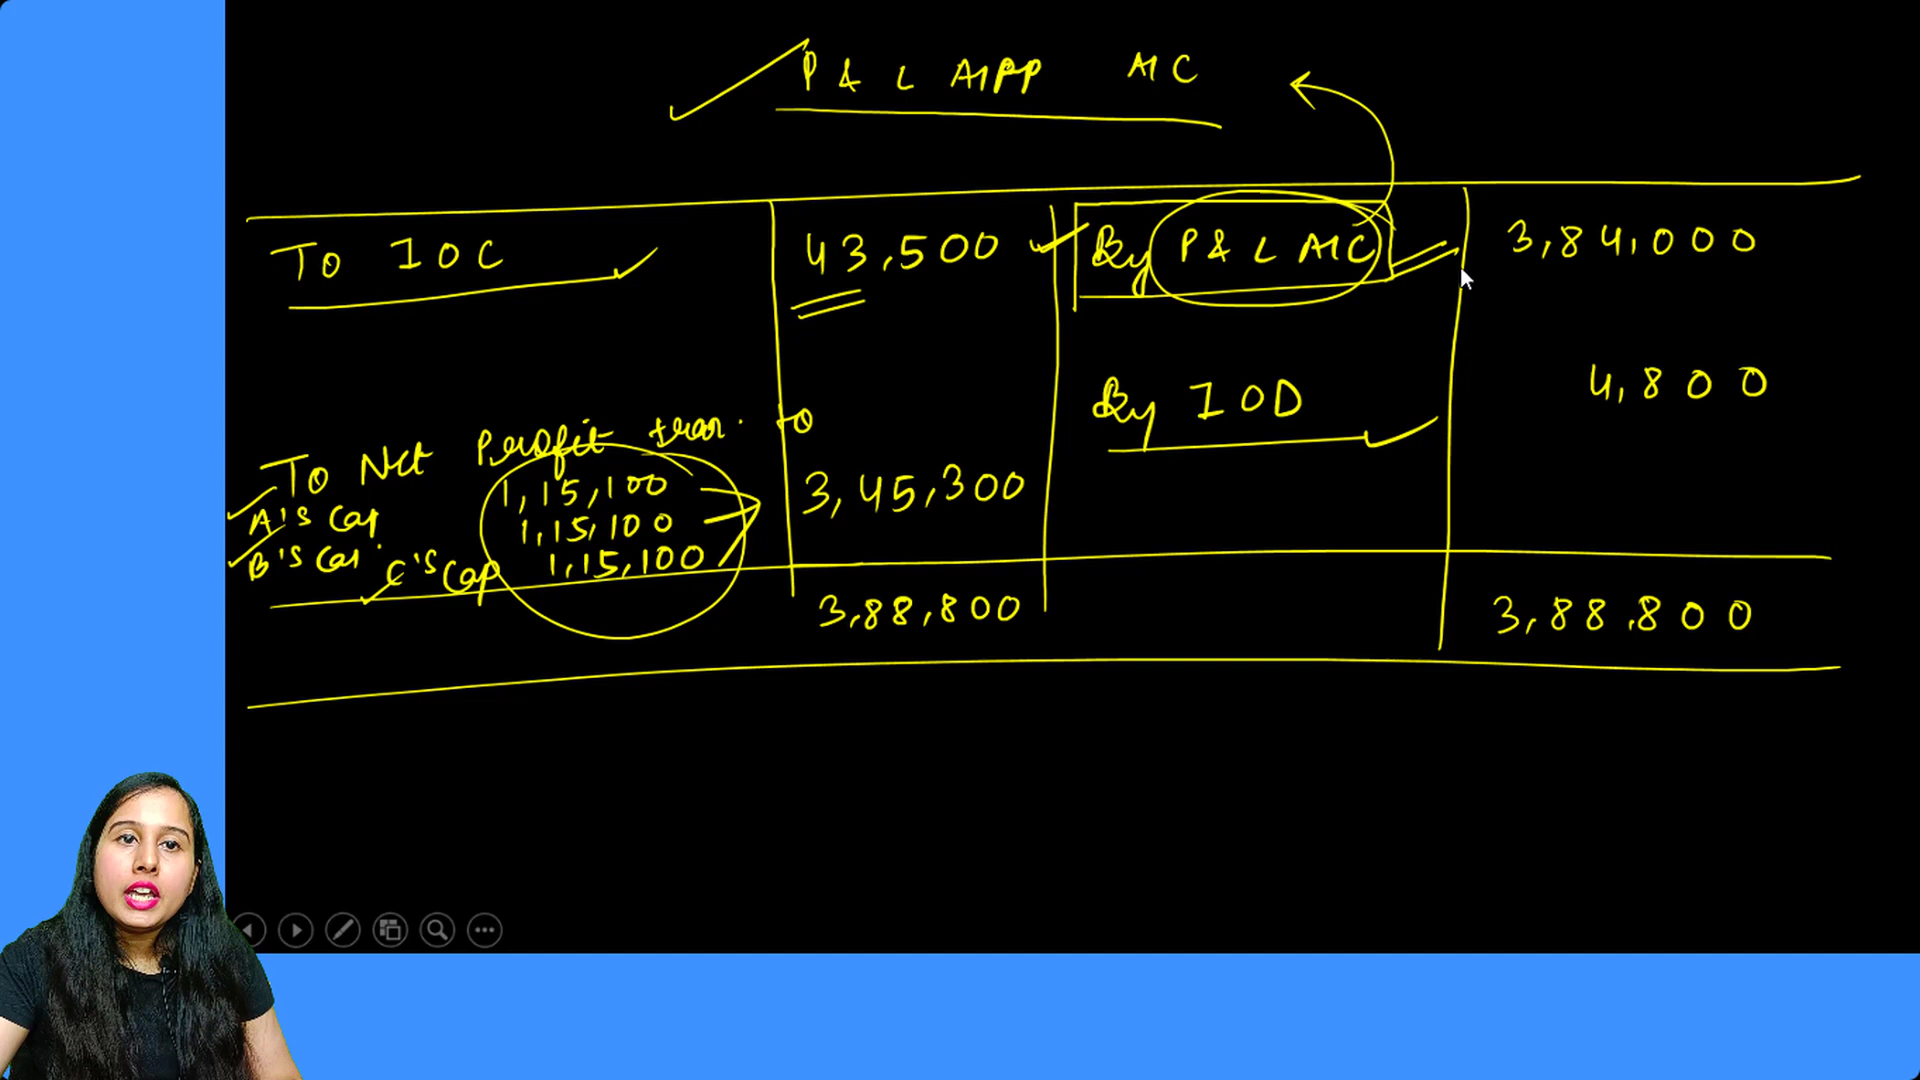 P & L APP A/C
To IOC 43,500 By P & L A/C 3,84,000
By IOD 4,800
To Net Profit tran. to
1,15,100 3,45,300
A's Cap 1,15,100
B's Cap. C's Cap 1,15,100
3,88,800 3,88,800